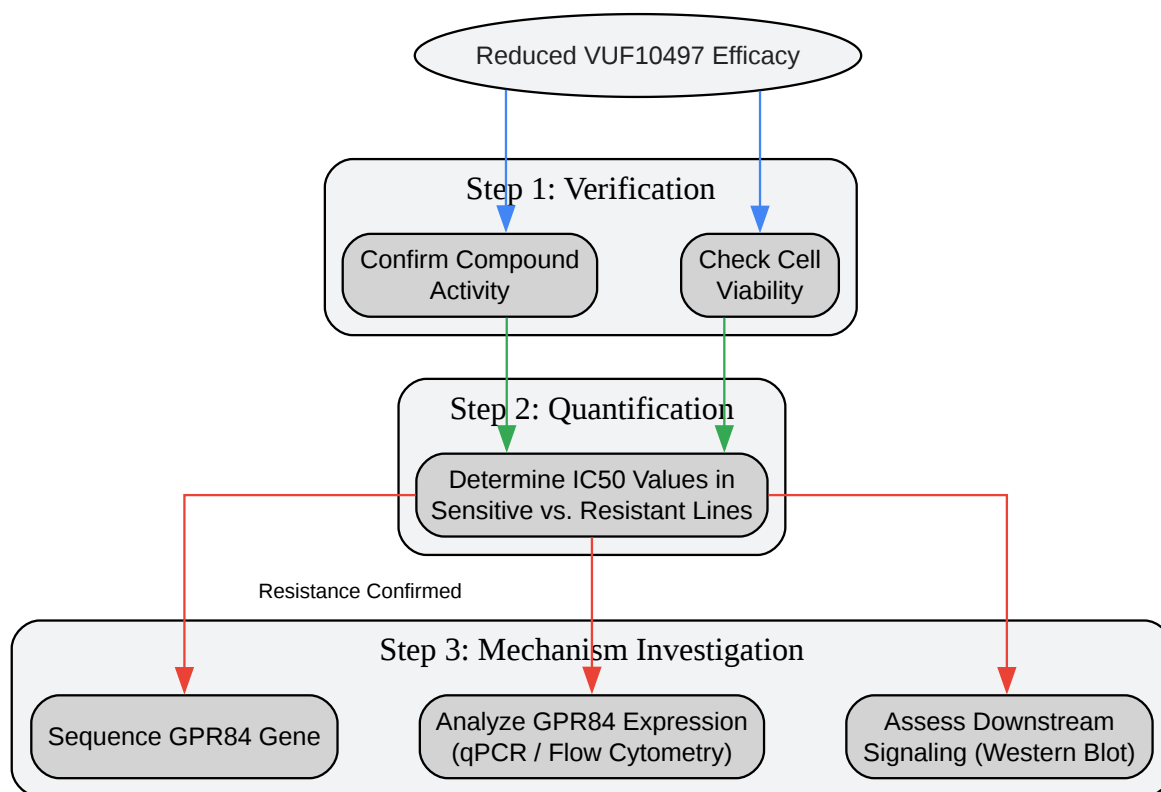 Reduced VUF10497 Efficacy
Step 1: Verification
Confirm Compound
Activity
Check Cell
Viability
Step 2: Quantification
Determine IC50 Values in
Sensitive vs. Resistant Lines
Resistance Confirmed
Step 3: Mechanism Investigation
Sequence GPR84 Gene
Analyze GPR84 Expression
(qPCR / Flow Cytometry)
Assess Downstream
Signaling (Western Blot)